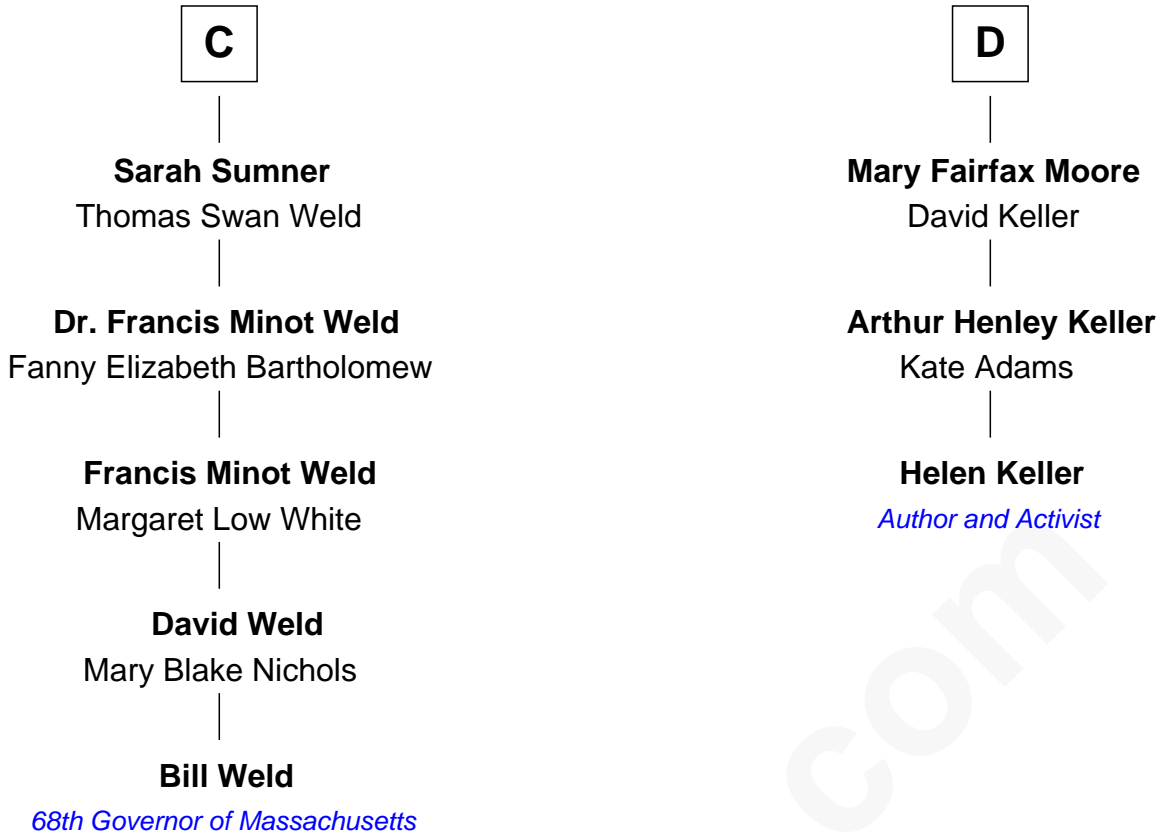 C
Sarah Sumner
Thomas Swan Weld
Dr. Francis Minot Weld
Fanny Elizabeth Bartholomew
Francis Minot Weld
Margaret Low White
David Weld
Mary Blake Nichols
Bill Weld
68th Governor of Massachusetts
D
Mary Fairfax Moore
David Keller
Arthur Henley Keller
Kate Adams
Helen Keller
Author and Activist
com